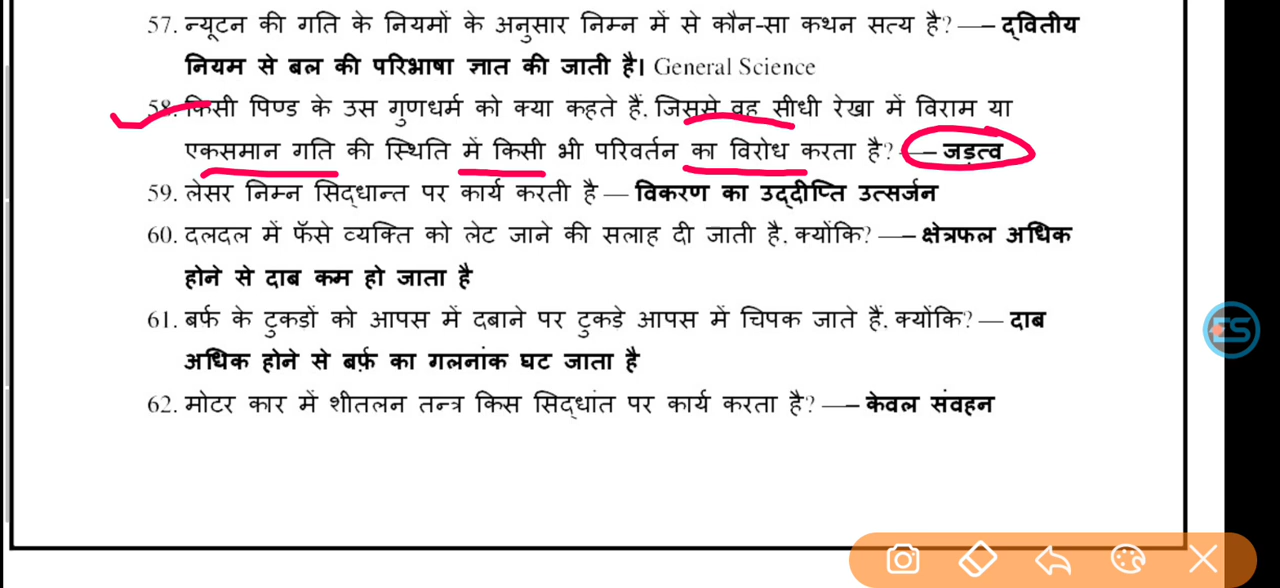 57. न्यूटन की गति के नियमों के अनुसार निम्न में से कौन-सा कथन सत्य है? —– द्वितीय
नियम से बल की परिभाषा ज्ञात की जाती है। General Science
58. किसी पिण्ड के उस गुणधर्म को क्या कहते हैं. जिससे वह सीधी रेखा में विराम या
एकसमान गति की स्थिति में किसी भी परिवर्तन का विरोध करता है? —– जड़त्व
59. लेसर निम्न सिद्धान्त पर कार्य करती है — विकरण का उद्दीप्ति उत्सर्जन
60. दलदल में फँसे व्यक्ति को लेट जाने की सलाह दी जाती है. क्योंकि? —– क्षेत्रफल अधिक
होने से दाब कम हो जाता है
61. बर्फ के टुकडों को आपस में दबाने पर टुकडे आपस में चिपक जाते हैं. क्योंकि? — दाब
अधिक होने से बर्फ़ का गलनांक घट जाता है
62. मोटर कार में शीतलन तन्त्र किस सिद्धांत पर कार्य करता है? —– केवल संवहन
ES